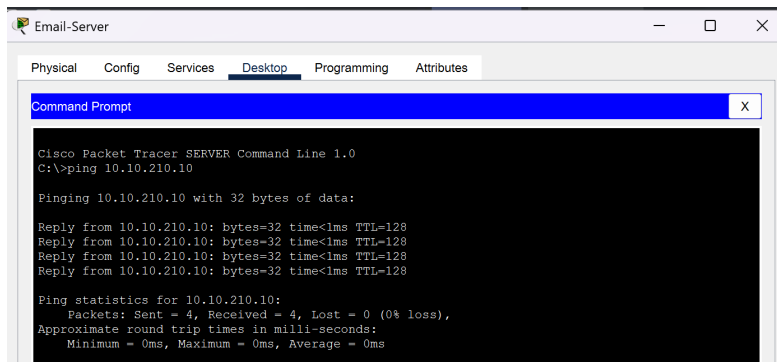 Email-Server
Physical Config Services Desktop Programming Attributes
Command Prompt
X
Cisco Packet Tracer SERVER Command Line 1.0
C:\>ping 10.10.210.10
Pinging 10.10.210.10 with 32 bytes of data:
Reply from 10.10.210.10: bytes=32 time<1ms TTL=128
Reply from 10.10.210.10: bytes=32 time<1ms TTL=128
Reply from 10.10.210.10: bytes=32 time<1ms TTL=128
Reply from 10.10.210.10: bytes=32 time<1ms TTL=128
Ping statistics for 10.10.210.10:
Packets: Sent = 4, Received = 4, Lost = 0 (0% loss),
Approximate round trip times in milli-seconds:
Minimum = 0ms, Maximum = 0ms, Average = 0ms